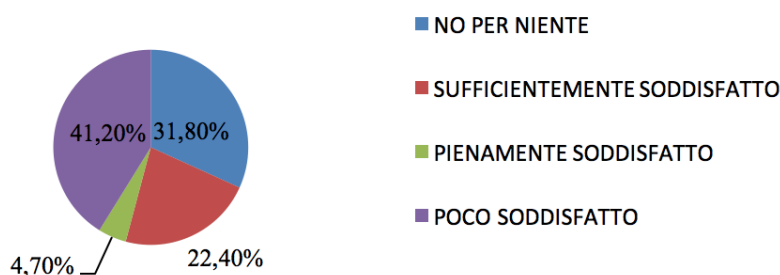 NO PER NIENTE
SUFFICIENTEMENTE SODDISFATTO
41,20%
31,80%
PIENAMENTE SODDISFATTO
POCO SODDISFATTO
4,70%
22,40%